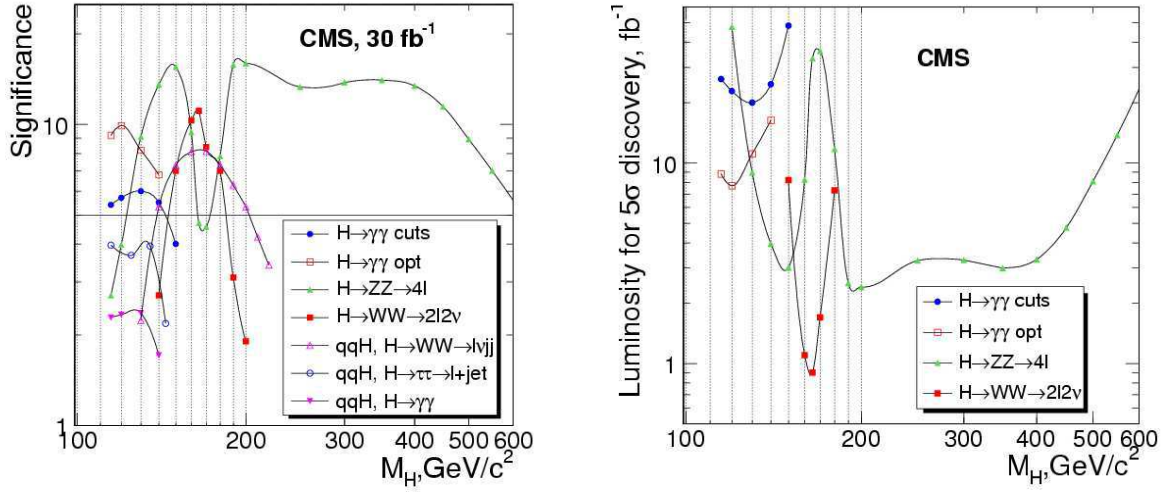 Significance
CMS, 30 fb⁻¹
10
1
H→γγ cuts
H→γγ opt
H→ZZ→4l
H→WW→2l2ν
qqH, H→WW→lνjj
qqH, H→ττ→l+jet
qqH, H→γγ
100
200
300
400
500
600
M_H,GeV/c²
Luminosity for 5σ discovery, fb⁻¹
CMS
10
1
H→γγ cuts
H→γγ opt
H→ZZ→4l
H→WW→2l2ν
100
200
300
400
500
600
M_H,GeV/c²